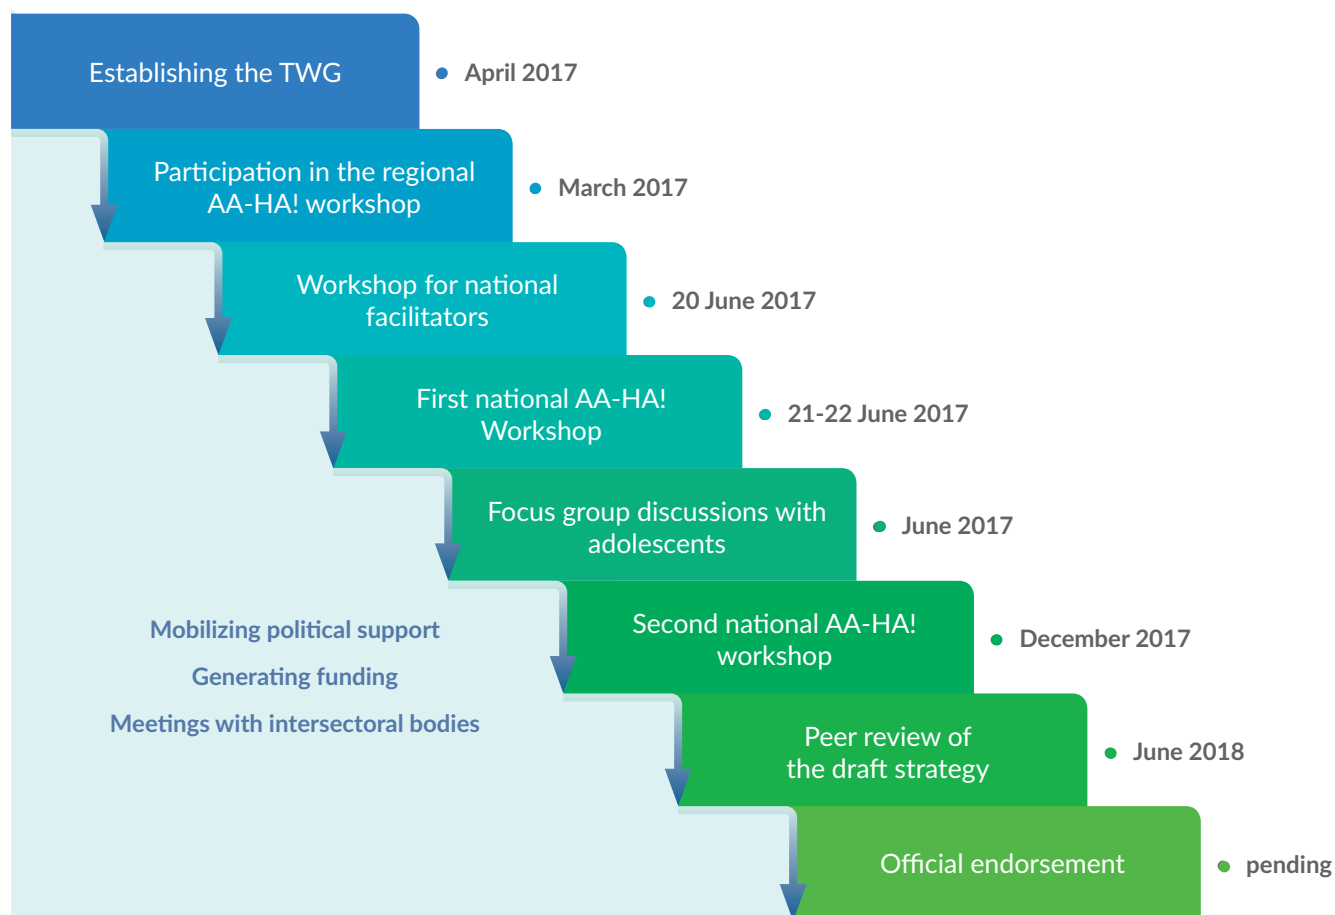 Establishing the TWG
April 2017
Participation in the regional
AA-HA! workshop
March 2017
Workshop for national
facilitators
20 June 2017
First national AA-HA!
Workshop
21-22 June 2017
Focus group discussions with
adolescents
June 2017
Second national AA-HA!
workshop
December 2017
Peer review of
the draft strategy
June 2018
Official endorsement
pending
Mobilizing political support
Generating funding
Meetings with intersectoral bodies